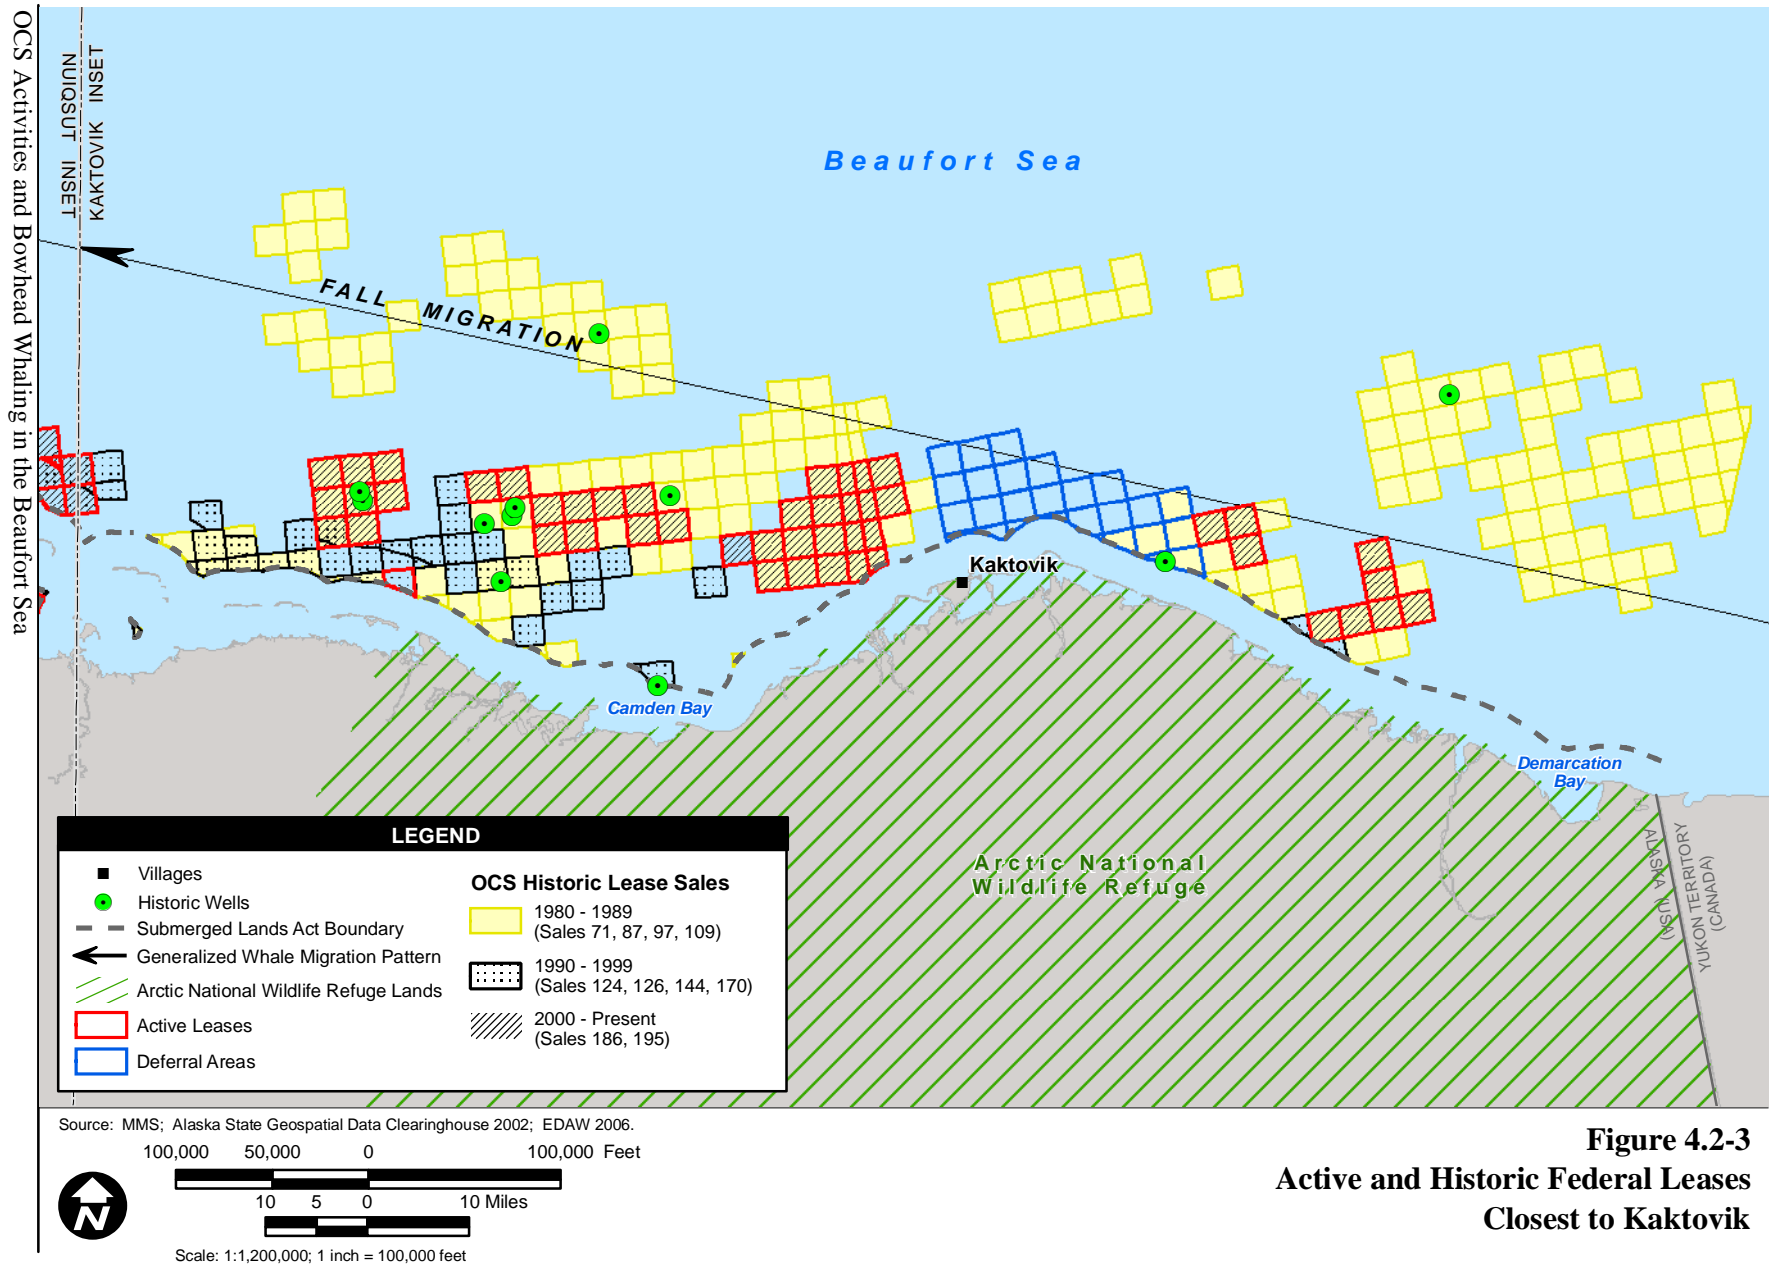 OCS Activities and Bowhead Whaling in the Beaufort Sea
NUIQSUT INSET
KAKTOVIK INSET
Beaufort Sea
FALL MIGRATION
Kaktovik
Camden Bay
Demarcation
Bay
Arctic National
Wildlife Refuge
ALASKA (USA)
YUKON TERRITORY
(CANADA)
LEGEND
Villages
Historic Wells
Submerged Lands Act Boundary
Generalized Whale Migration Pattern
Arctic National Wildlife Refuge Lands
Active Leases
Deferral Areas
OCS Historic Lease Sales
1980 - 1989
(Sales 71, 87, 97, 109)
1990 - 1999
(Sales 124, 126, 144, 170)
2000 - Present
(Sales 186, 195)
Source: MMS; Alaska State Geospatial Data Clearinghouse 2002; EDAW 2006.
100,000 50,000 0 100,000 Feet
10 5 0 10 Miles
N
Scale: 1:1,200,000; 1 inch = 100,000 feet
Figure 4.2-3
Active and Historic Federal Leases
Closest to Kaktovik